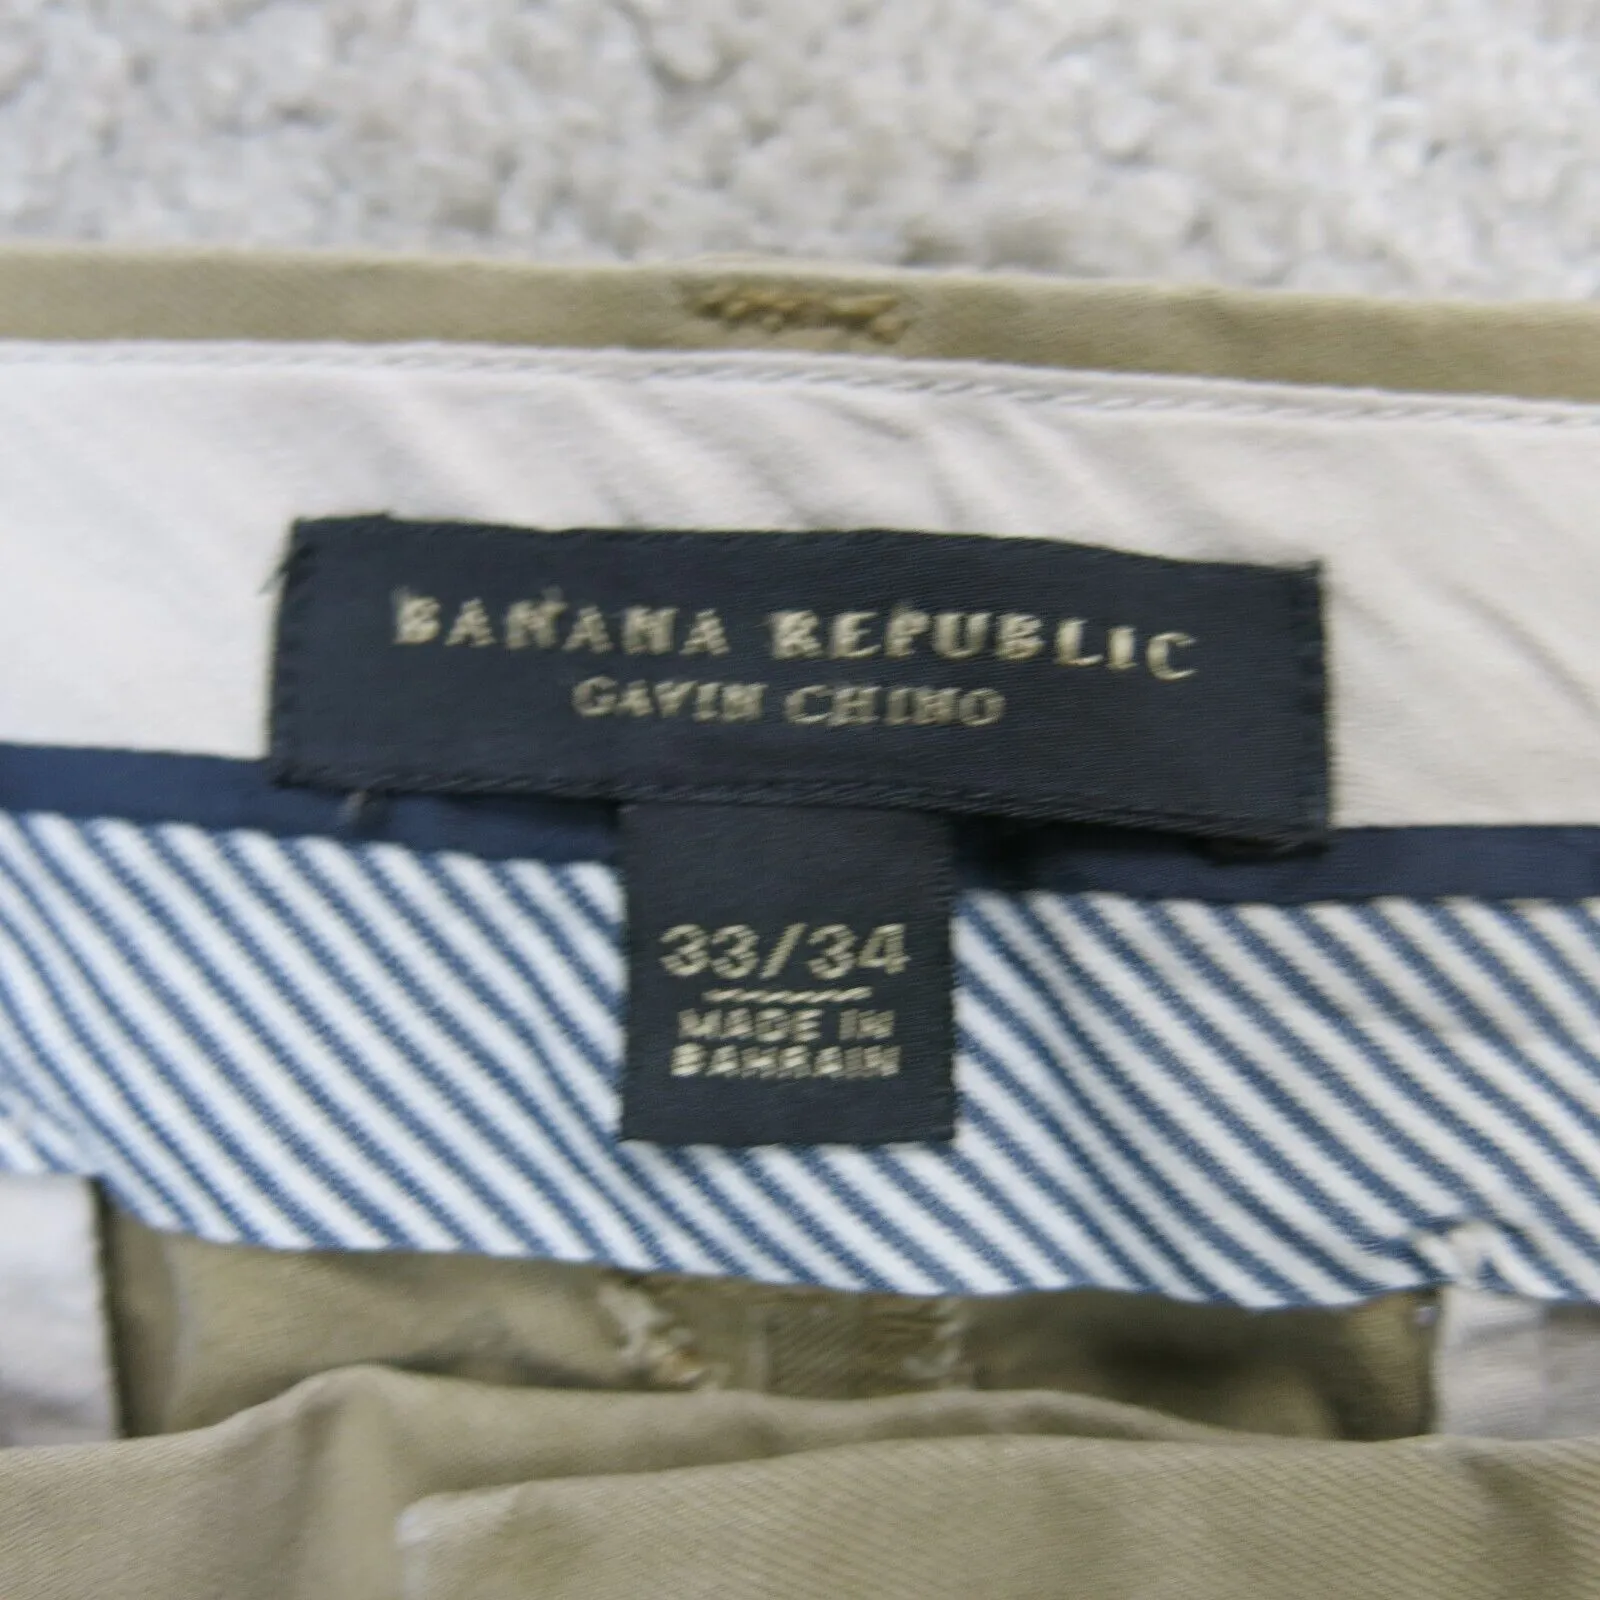 BANANA REPUBLIC
GAVIN CHINO
33/34
MADE IN
BAHRAIN